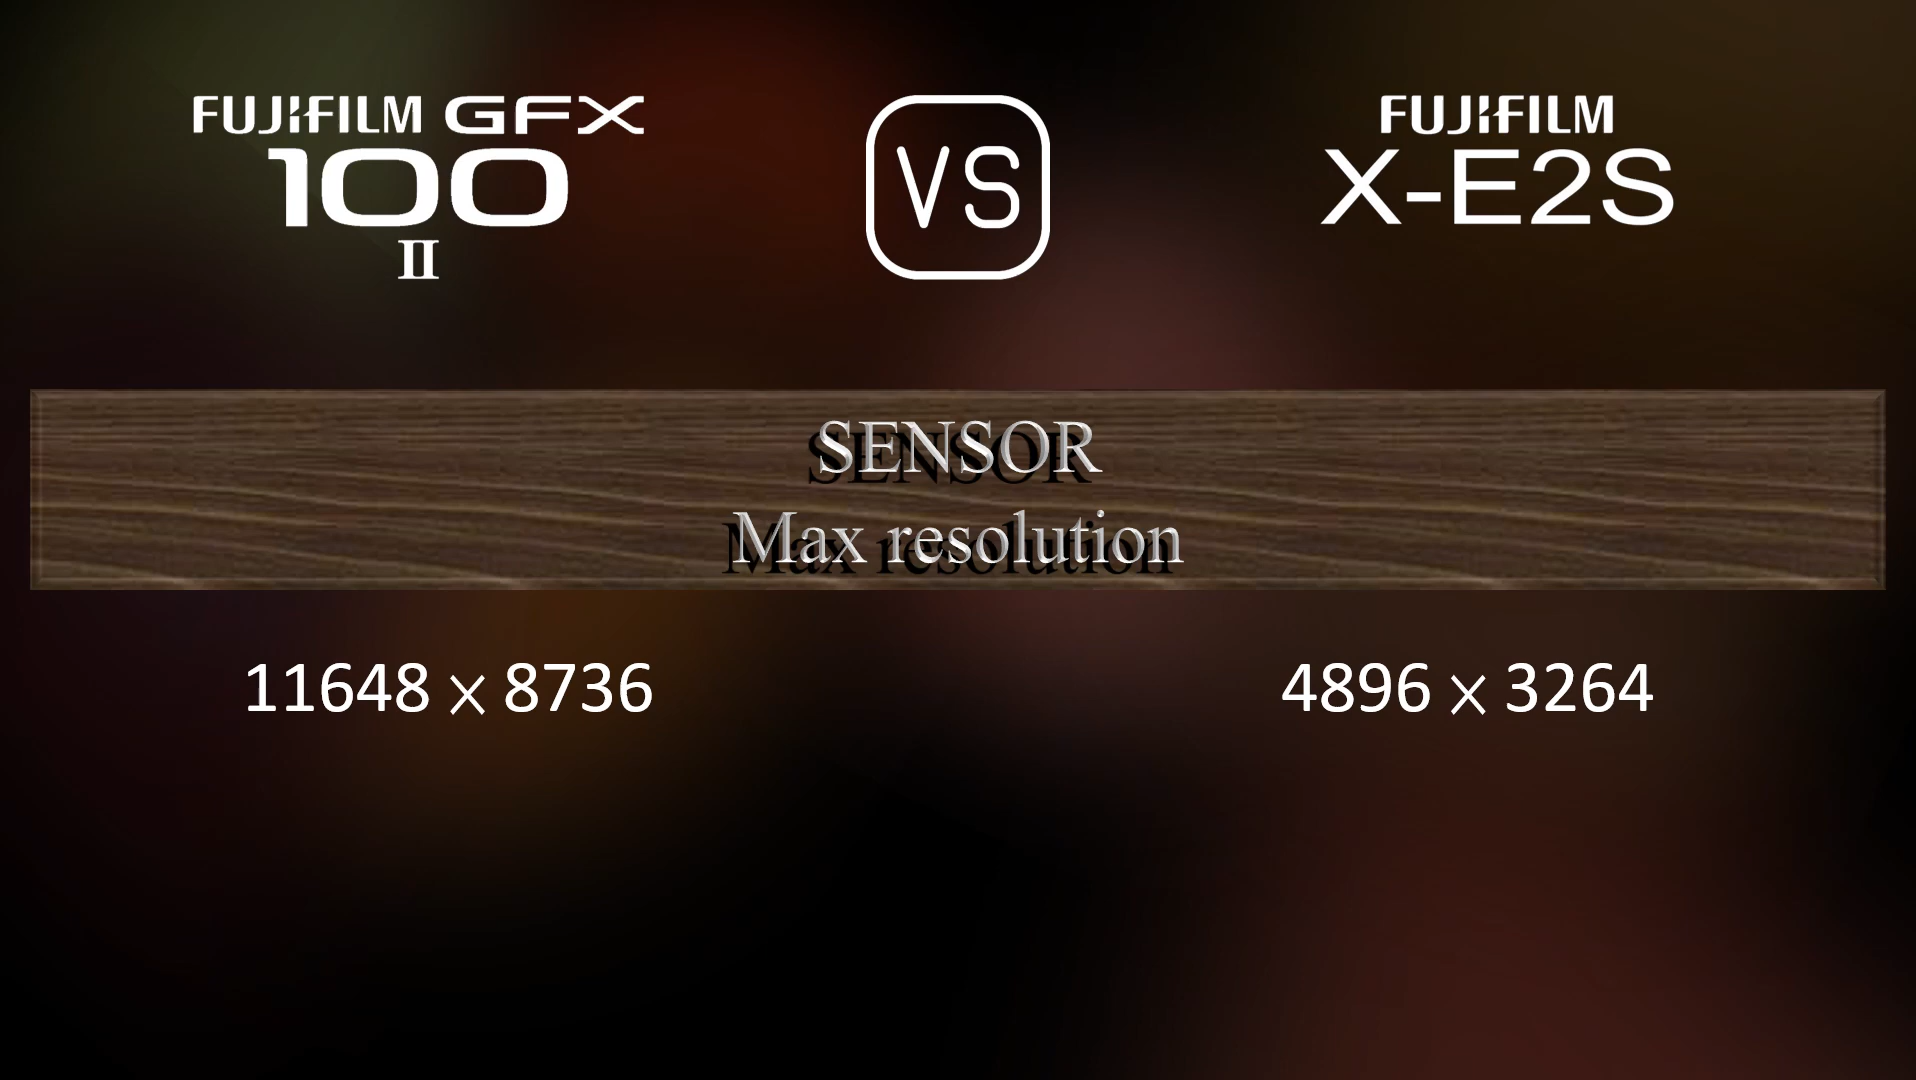 FUJIFILM GFX
100
II
VS
FUJIFILM
X-E2S
SENSOR
Max resolution
11648 x 8736
4896 x 3264